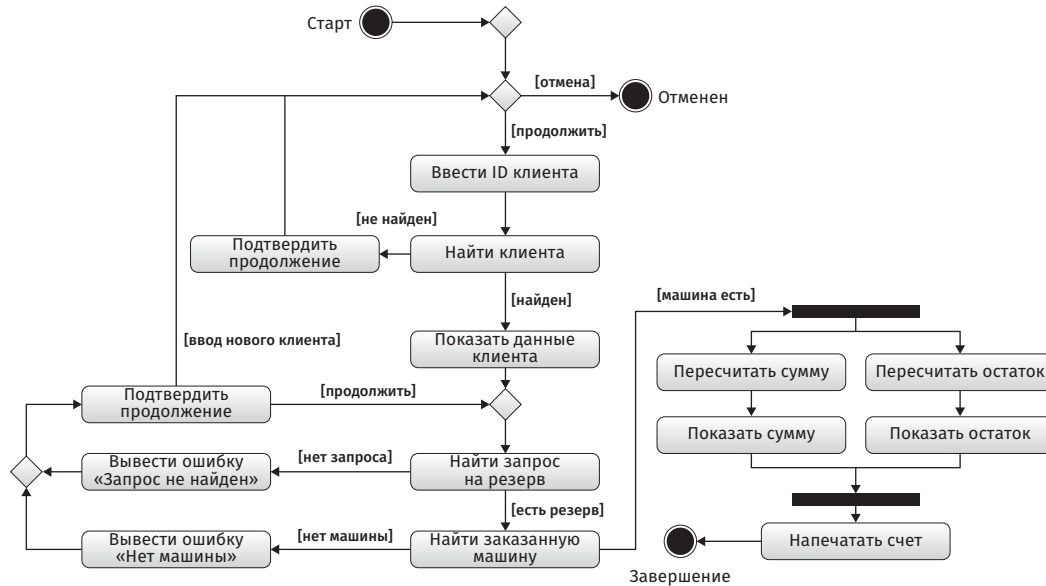 Старт
[отмена]
Отменен
[продолжить]
Ввести ID клиента
[не найден]
Подтвердить
продолжение
Найти клиента
[найден]
[машина есть]
[ввод нового клиента]
Показать данные
клиента
Пересчитать сумму
Пересчитать остаток
Подтвердить
продолжение
[продолжить]
Показать сумму
Показать остаток
Вывести ошибку
«Запрос не найден»
[нет запроса]
Найти запрос
на резерв
[есть резерв]
Вывести ошибку
«Нет машины»
[нет машины]
Найти заказанную
машину
Напечатать счет
Завершение